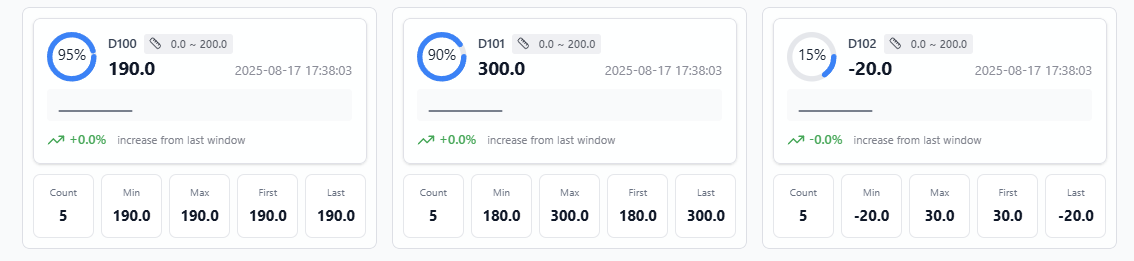 95% D100 0.0 ~ 200.0
190.0 2025-08-17 17:38:03
+0.0% increase from last window
Count Min Max First Last
5 190.0 190.0 190.0 190.0
90% D101 0.0 ~ 200.0
300.0 2025-08-17 17:38:03
+0.0% increase from last window
Count Min Max First Last
5 180.0 300.0 180.0 300.0
15% D102 0.0 ~ 200.0
-20.0 2025-08-17 17:38:03
-0.0% increase from last window
Count Min Max First Last
5 -20.0 30.0 30.0 -20.0